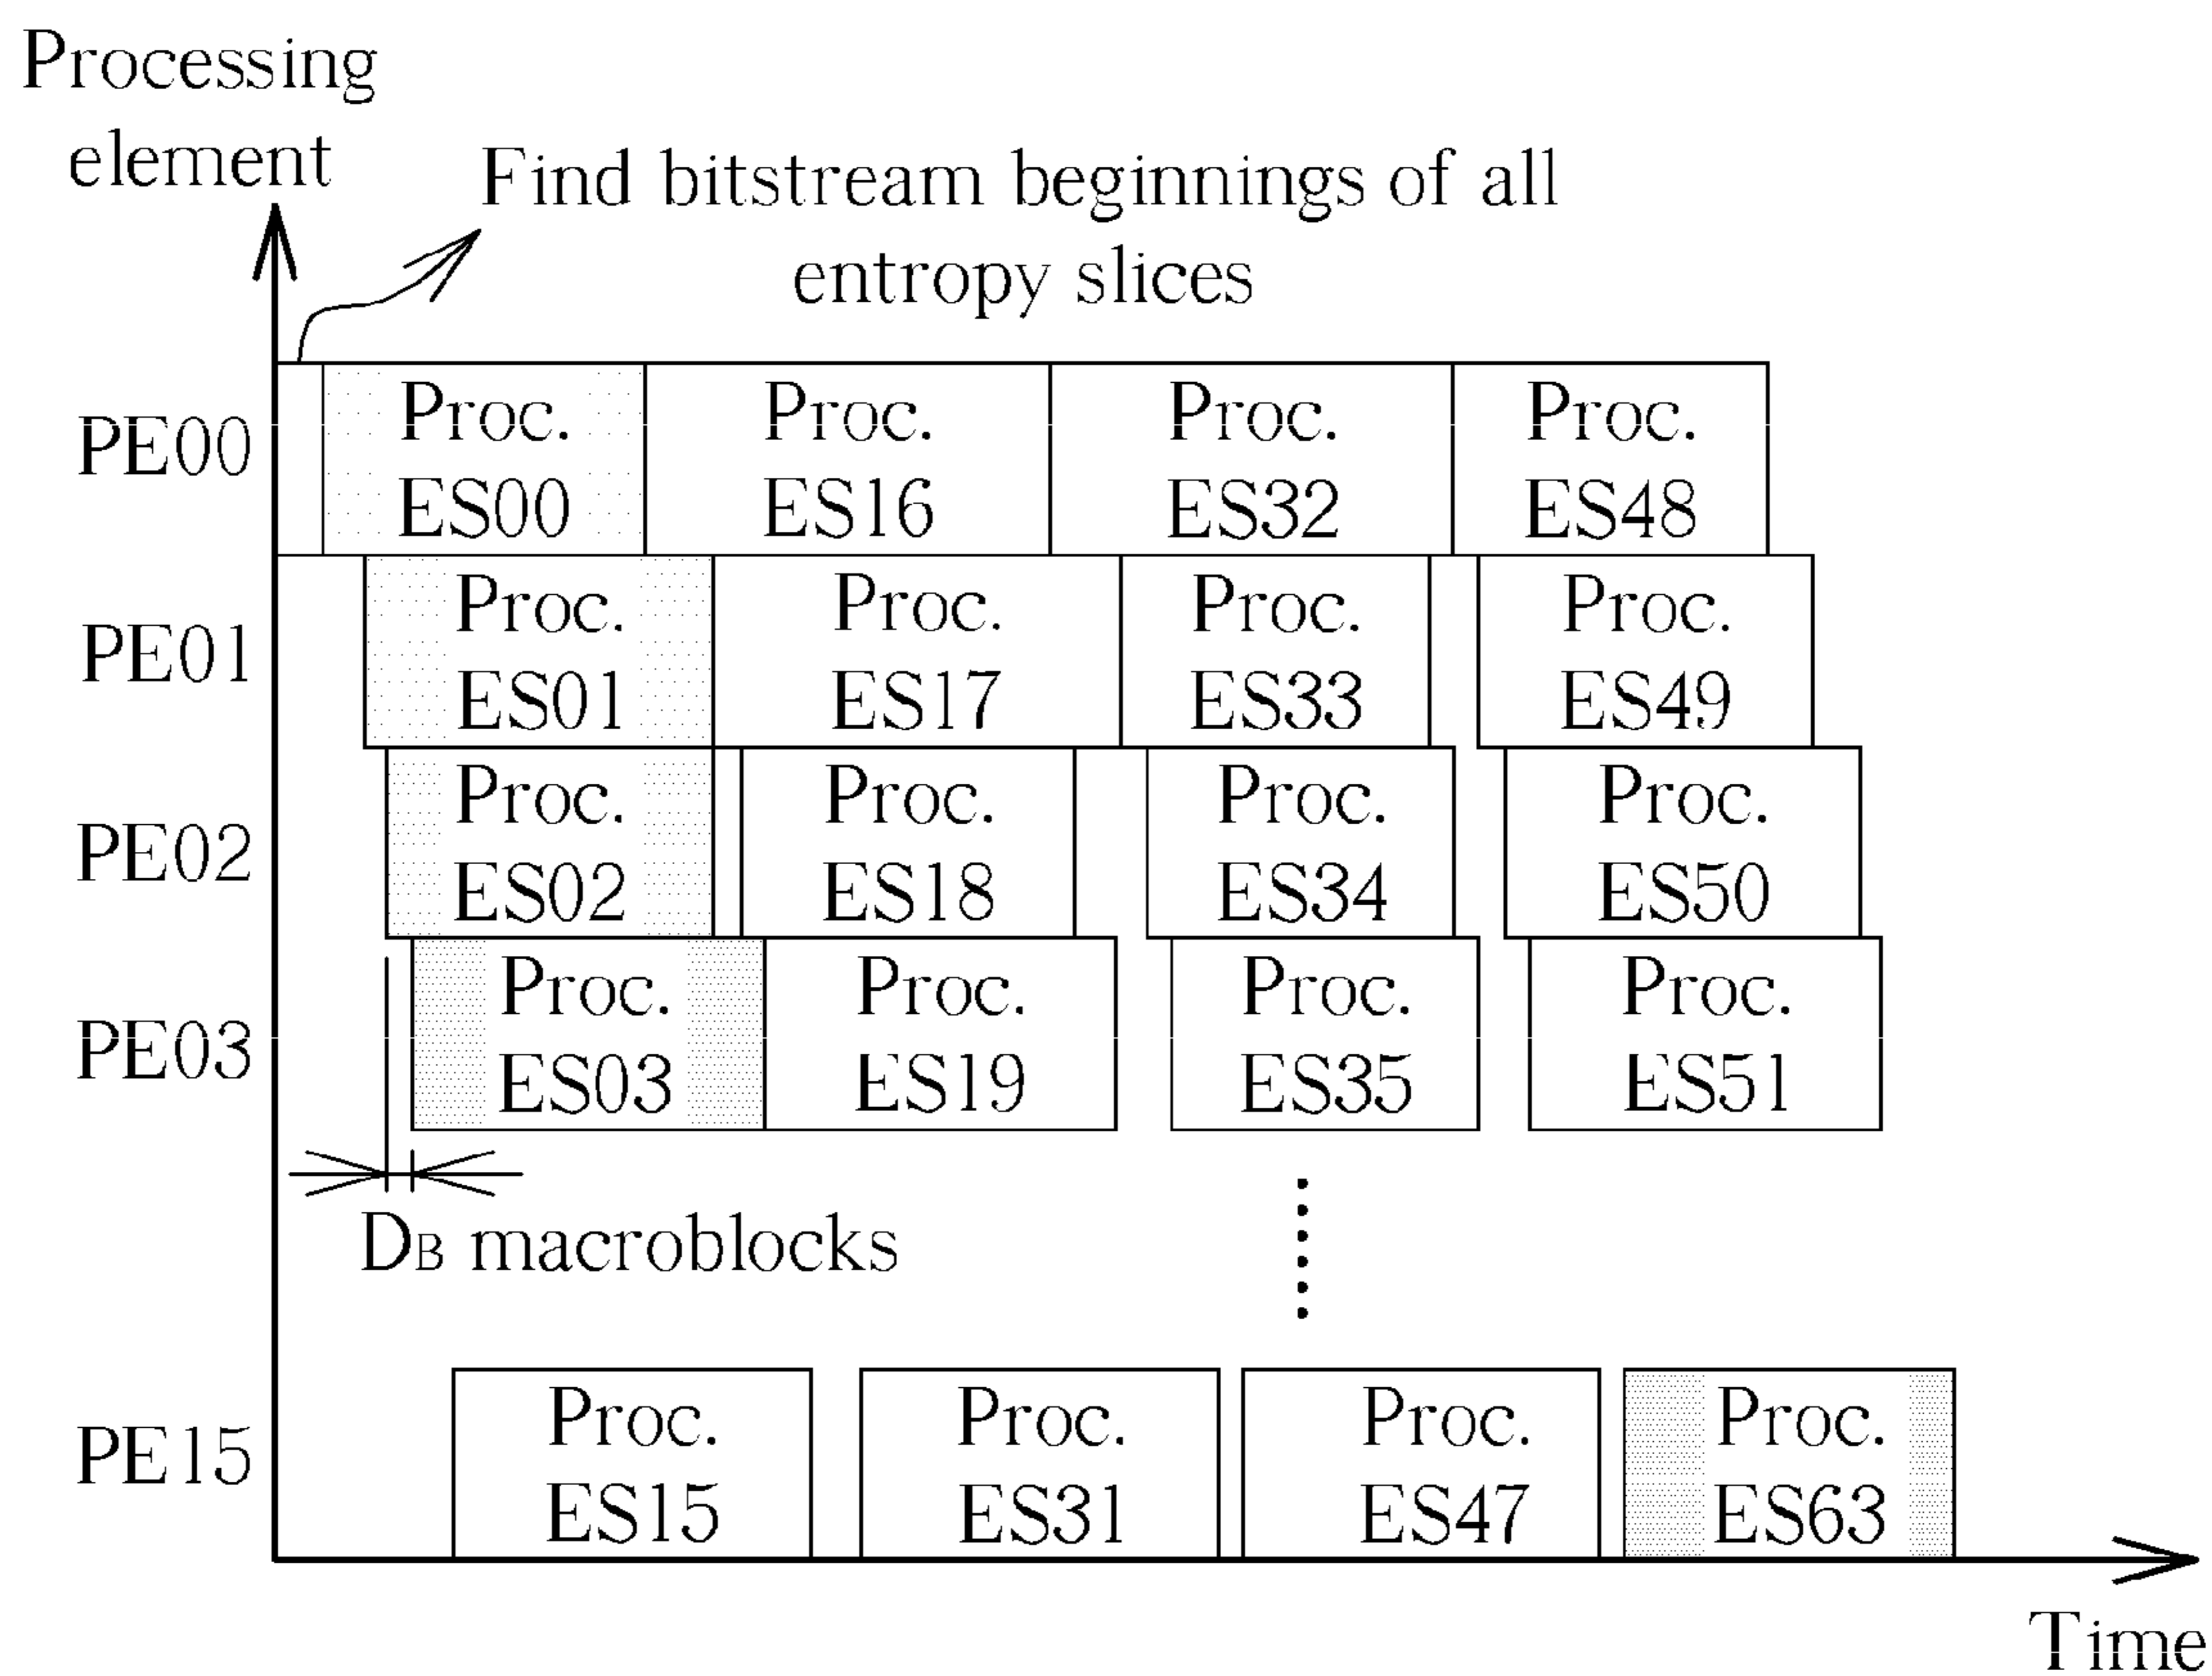 Processing
element
Find bitstream beginnings of all
entropy slices
PE00
Proc.
ES00
Proc.
ES16
Proc.
ES32
Proc.
ES48
PE01
Proc.
ES01
Proc.
ES17
Proc.
ES33
Proc.
ES49
PE02
Proc.
ES02
Proc.
ES18
Proc.
ES34
Proc.
ES50
PE03
Proc.
ES03
Proc.
ES19
Proc.
ES35
Proc.
ES51
DB macroblocks
PE15
Proc.
ES15
Proc.
ES31
Proc.
ES47
Proc.
ES63
Time